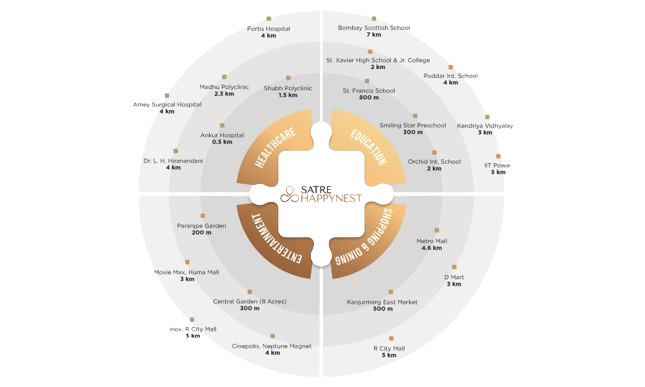 Fortis Hospital
4 km
Madhu Polyclinic
2.3 km
Shubh Polyclinic
1.5 km
Amey Surgical Hospital
4 km
Ankur Hospital
0.5 km
Dr. L. H. Hiranandani
4 km
HEALTHCARE
Bombay Scottish School
7 km
St. Xavier High School & Jr. College
2 km
Poddar Int. School
4 km
St. Francis School
800 m
Smiling Star Preschool
300 m
Kendriya Vidhyalay
3 km
Orchid Int. School
2 km
IIT Powai
5 km
EDUCATION
SATRE
HAPPYNEST
ENTERTAINMENT
Paranjpe Garden
200 m
Movie Max, Huma Mall
3 km
Central Garden (8 Acres)
300 m
Inox, R City Mall
5 km
Cinepolis, Neptune Magnet
4 km
SHOPPING & DINING
Metro Mall
4.6 km
D Mart
3 km
Kanjurmarg East Market
500 m
R City Mall
5 km